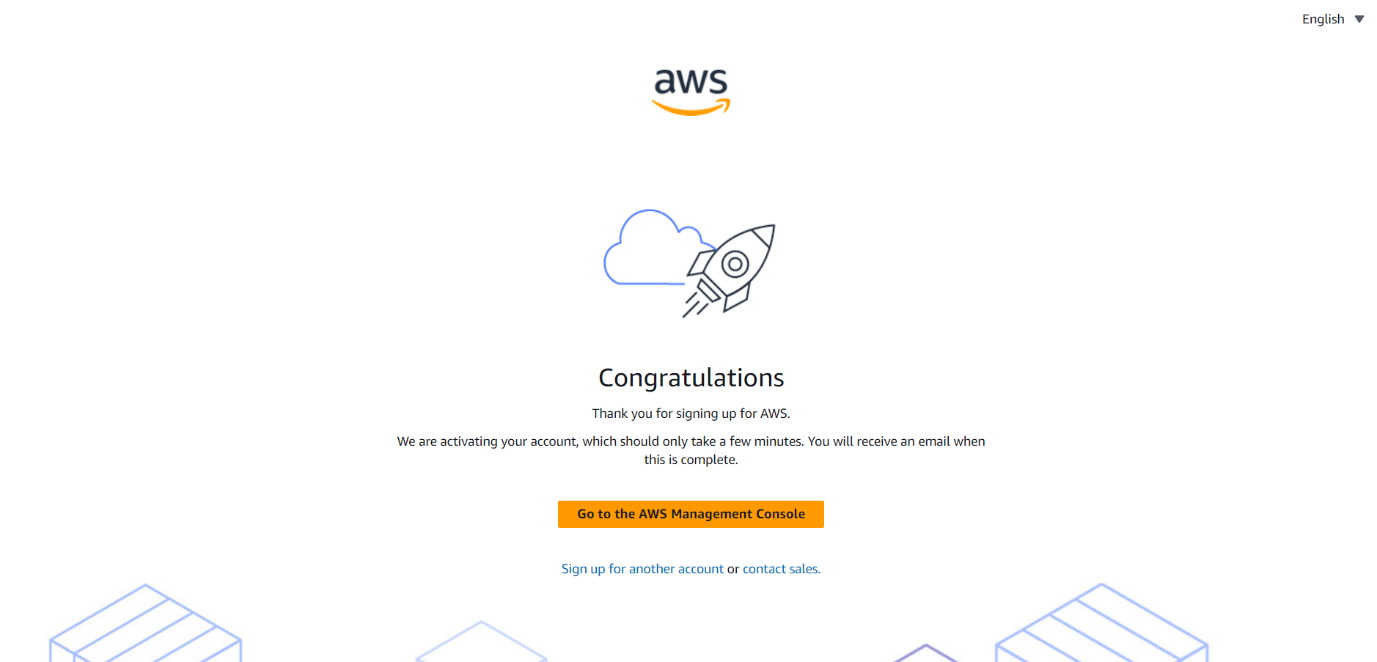 English
aws
Congratulations
Thank you for signing up for AWS.
We are activating your account, which should only take a few minutes. You will receive an email when
this is complete.
Go to the AWS Management Console
Sign up for another account or contact sales.